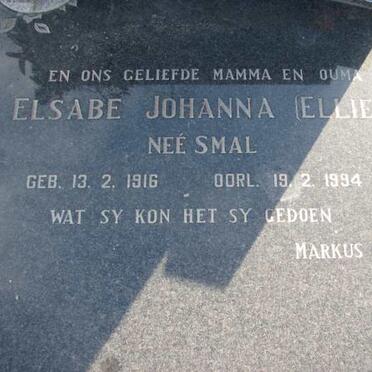 EN ONS GELIEFDE MAMMA EN OUMA
ELSABE JOHANNA (ELLIE
NEÉ SMAL
GEB. 13. 2. 1916 OORL. 19. 2. 1994
WAT SY KON HET SY GEDOEN
MARKUS